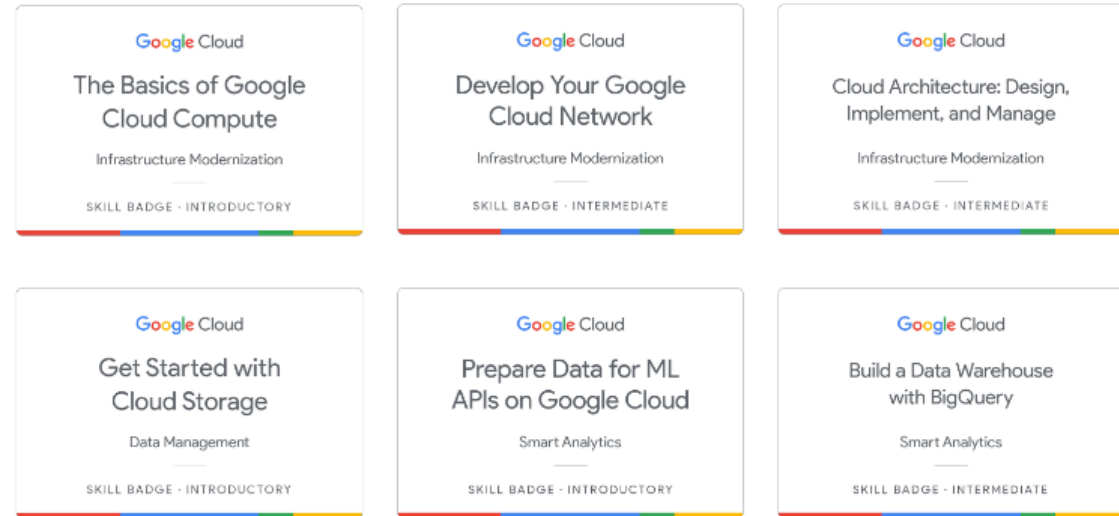 Google Cloud
The Basics of Google
Cloud Compute
Infrastructure Modernization
SKILL BADGE · INTRODUCTORY
Google Cloud
Develop Your Google
Cloud Network
Infrastructure Modernization
SKILL BADGE · INTERMEDIATE
Google Cloud
Cloud Architecture: Design,
Implement, and Manage
Infrastructure Modernization
SKILL BADGE · INTERMEDIATE
Google Cloud
Get Started with
Cloud Storage
Data Management
SKILL BADGE · INTRODUCTORY
Google Cloud
Prepare Data for ML
APIs on Google Cloud
Smart Analytics
SKILL BADGE · INTRODUCTORY
Google Cloud
Build a Data Warehouse
with BigQuery
Smart Analytics
SKILL BADGE · INTERMEDIATE